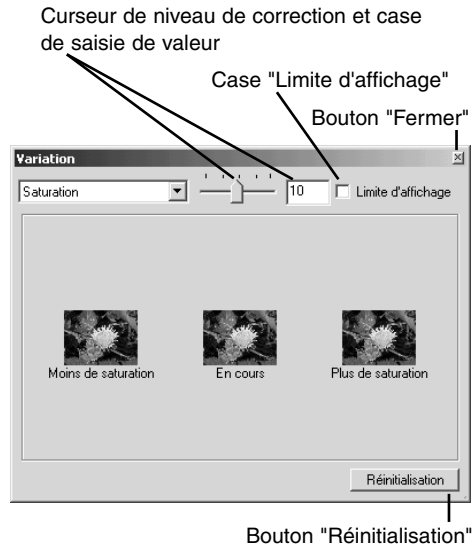 Curseur de niveau de correction et case
de saisie de valeur
Case "Limite d'affichage"
Bouton "Fermer"
Variation
Saturation
10
Limite d'affichage
Moins de saturation
En cours
Plus de saturation
Réinitialisation
Bouton "Réinitialisation"